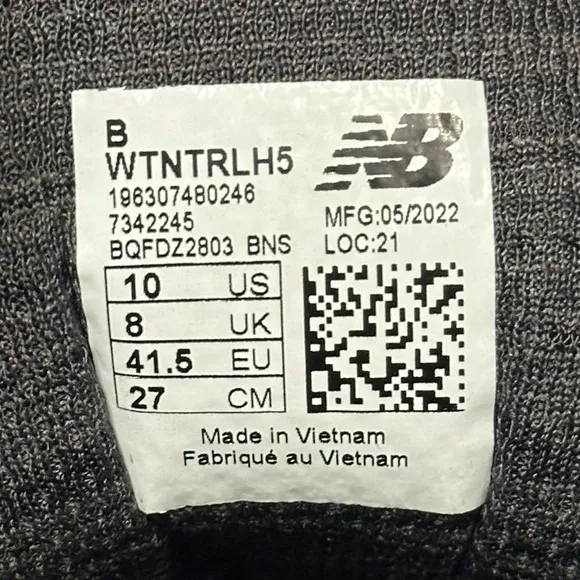 B
WTNTRLH5
196307480246
7342245
BQFDZ2803 BNS
NB
MFG:05/2022
LOC:21
10 US
8 UK
41.5 EU
27 CM
Made in Vietnam
Fabriqué au Vietnam